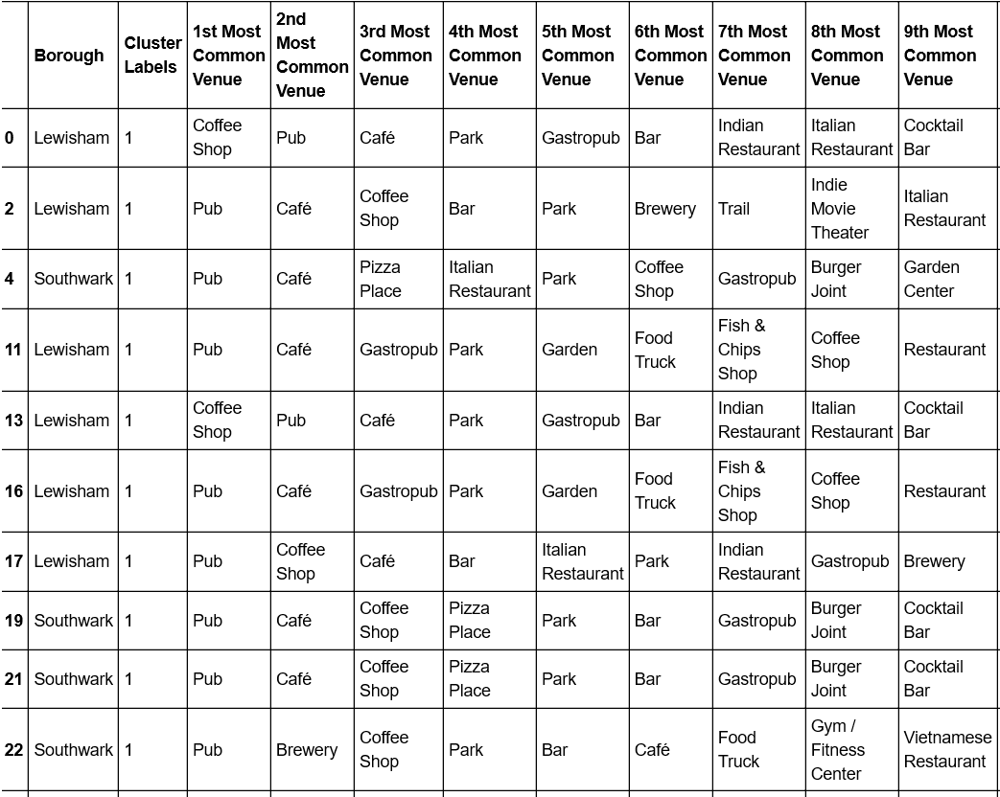 Borough Cluster Labels 1st Most Common Venue 2nd Most Common Venue 3rd Most Common Venue 4th Most Common Venue 5th Most Common Venue 6th Most Common Venue 7th Most Common Venue 8th Most Common Venue 9th Most Common Venue
0 Lewisham 1 Coffee Shop Pub Café Park Gastropub Bar Indian Restaurant Italian Restaurant Cocktail Bar
2 Lewisham 1 Pub Café Coffee Shop Bar Park Brewery Trail Indie Movie Theater Italian Restaurant
4 Southwark 1 Pub Café Pizza Place Italian Restaurant Park Coffee Shop Gastropub Burger Joint Garden Center
11 Lewisham 1 Pub Café Gastropub Park Garden Food Truck Fish & Chips Shop Coffee Shop Restaurant
13 Lewisham 1 Coffee Shop Pub Café Park Gastropub Bar Indian Restaurant Italian Restaurant Cocktail Bar
16 Lewisham 1 Pub Café Gastropub Park Garden Food Truck Fish & Chips Shop Coffee Shop Restaurant
17 Lewisham 1 Pub Coffee Shop Café Bar Italian Restaurant Park Indian Restaurant Gastropub Brewery
19 Southwark 1 Pub Café Coffee Shop Pizza Place Park Bar Gastropub Burger Joint Cocktail Bar
21 Southwark 1 Pub Café Coffee Shop Pizza Place Park Bar Gastropub Burger Joint Cocktail Bar
22 Southwark 1 Pub Brewery Coffee Shop Park Bar Café Food Truck Gym / Fitness Center Vietnamese Restaurant